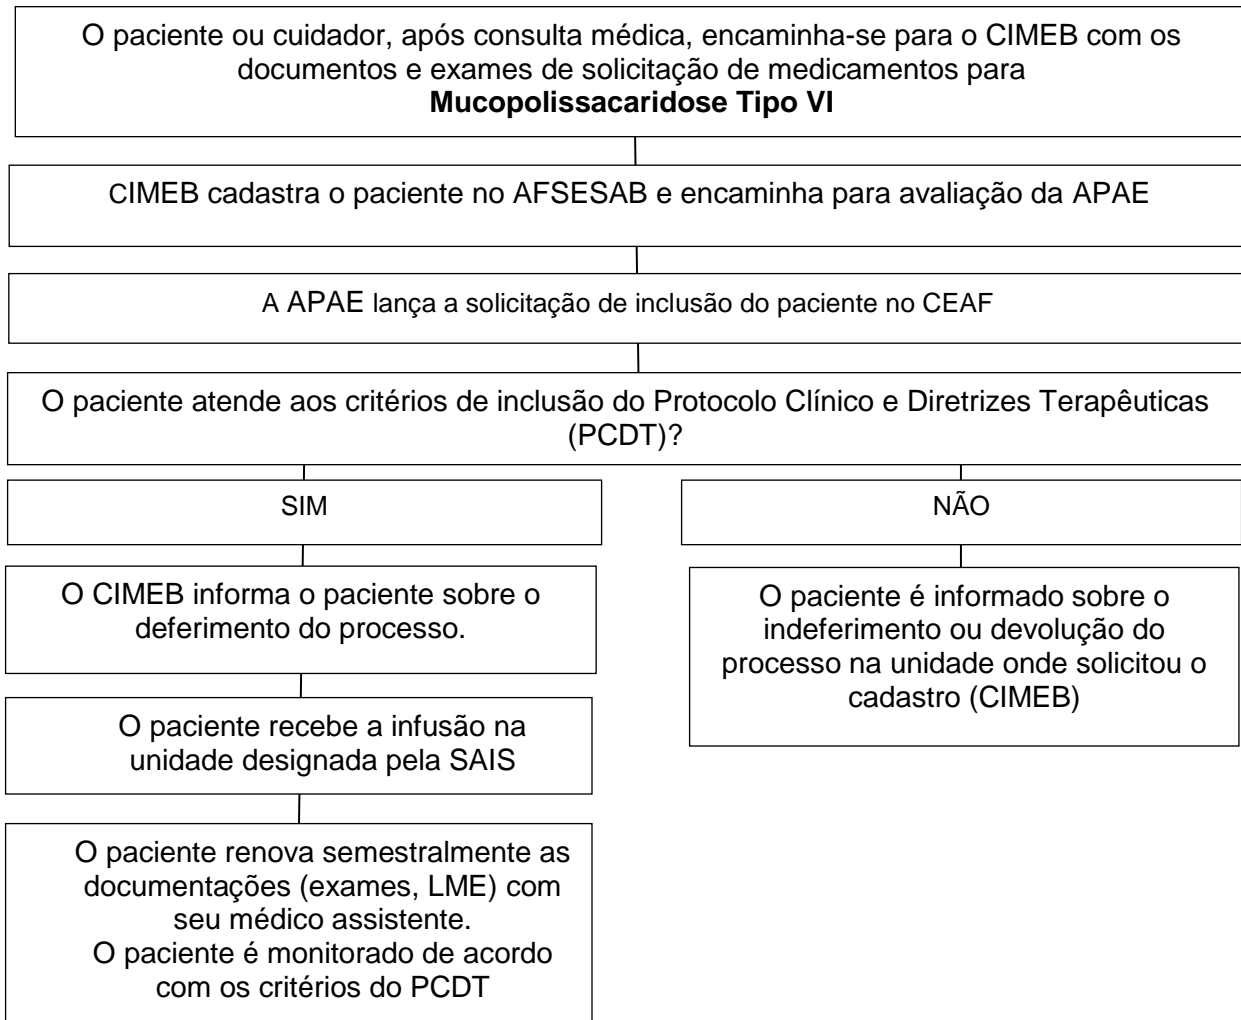 O paciente ou cuidador, após consulta médica, encaminha-se para o CIMEB com os
documentos e exames de solicitação de medicamentos para
Mucopolissacaridose Tipo VI
CIMEB cadastra o paciente no AFSESAB e encaminha para avaliação da APAE
A APAE lança a solicitação de inclusão do paciente no CEAF
O paciente atende aos critérios de inclusão do Protocolo Clínico e Diretrizes Terapêuticas
(PCDT)?
SIM
O CIMEB informa o paciente sobre o
deferimento do processo.
O paciente recebe a infusão na
unidade designada pela SAIS
O paciente renova semestralmente as
documentações (exames, LME) com
seu médico assistente.
O paciente é monitorado de acordo
com os critérios do PCDT
NÃO
O paciente é informado sobre o
indeferimento ou devolução do
processo na unidade onde solicitou o
cadastro (CIMEB)